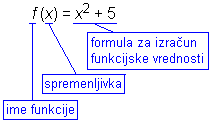 f (x) = x² + 5
formula za izračun
funkcijske vrednosti
spremenljivka
ime funkcije